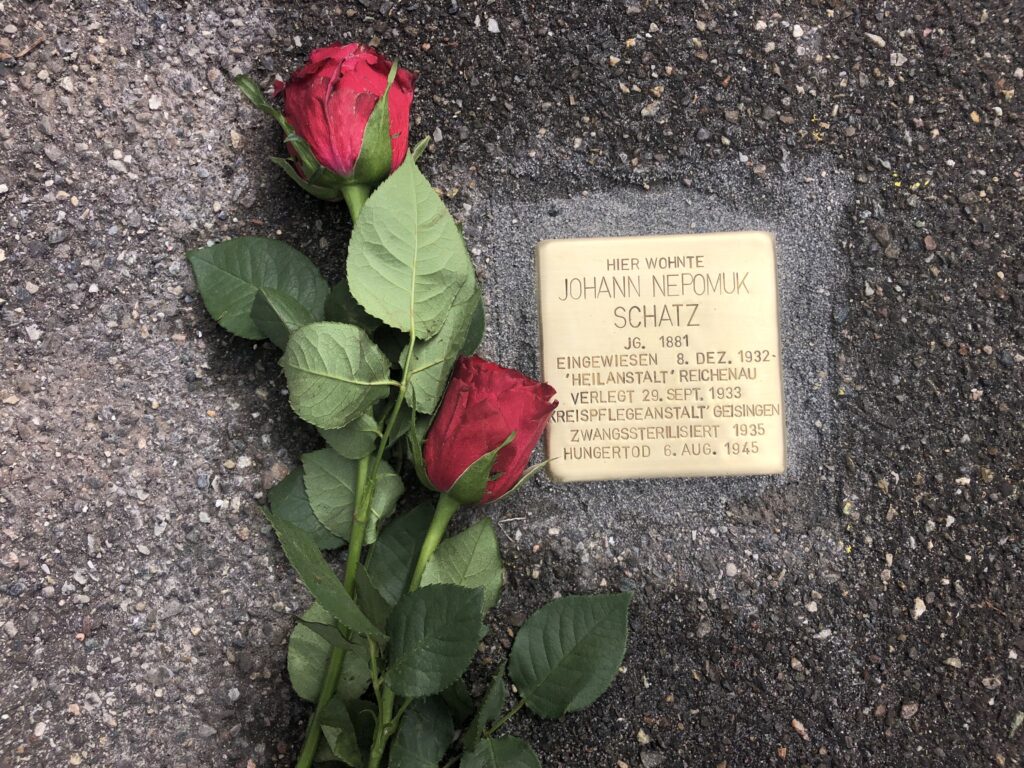 HIER WOHNTE
JOHANN NEPOMUK
SCHATZ
JG. 1881
EINGEWIESEN 8. DEZ. 1932-
'HEILANSTALT' REICHENAU
VERLEGT 29. SEPT. 1933
KREISPFLEGEANSTALT' GEISINGEN
ZWANGSSTERILISIERT 1935
HUNGERTOD 6. AUG. 1945